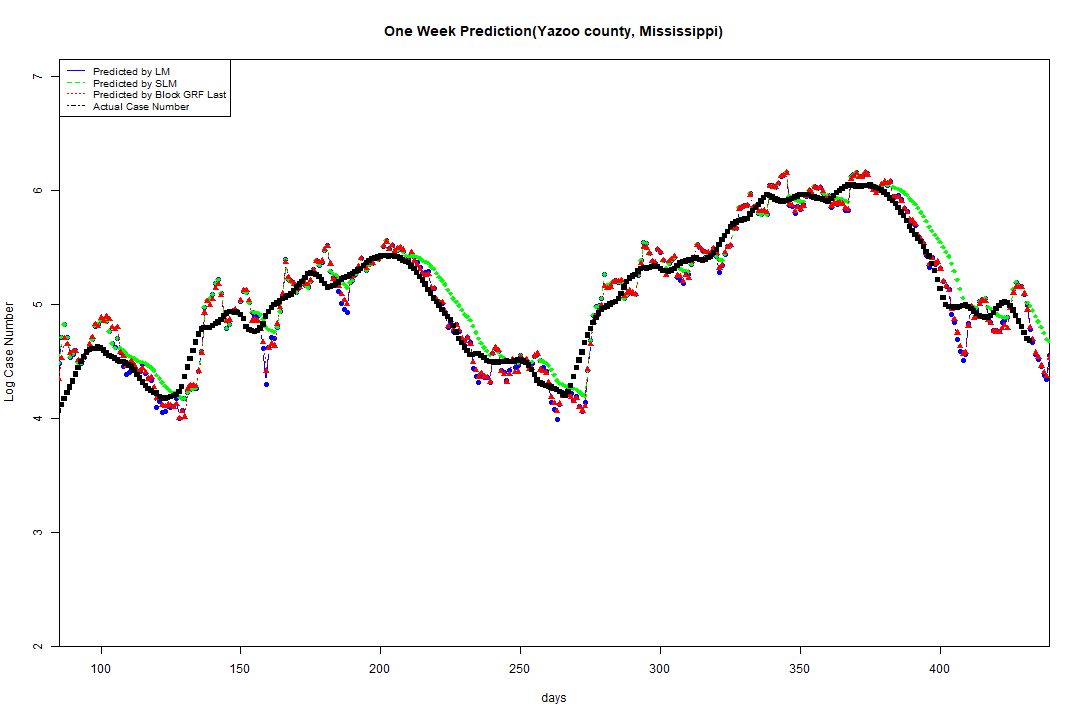 One Week Prediction(Yazoo county, Mississippi)
Predicted by LM
Predicted by SLM
Predicted by Block GRF Last
Actual Case Number
7
6
5
4
3
2
Log Case Number
100 150 200 250 300 350 400
days